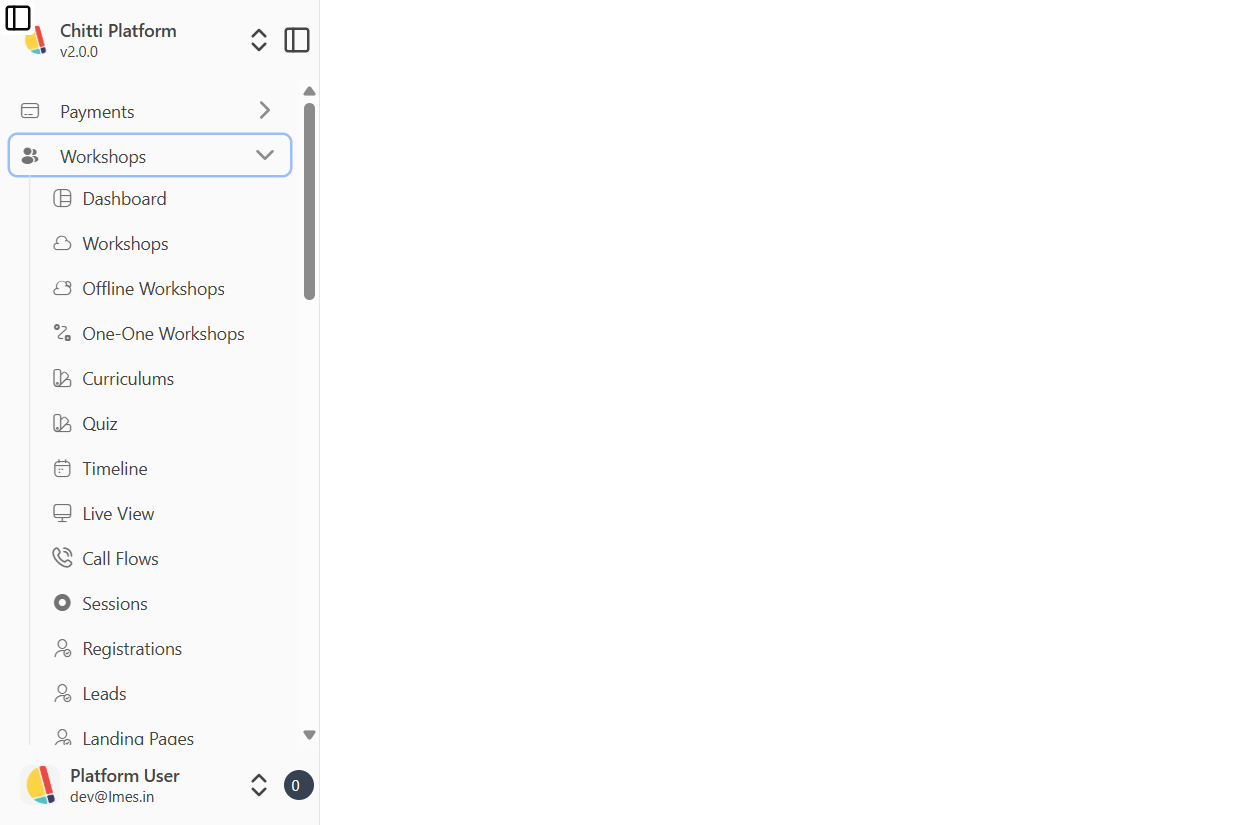 Chitti Platform
v2.0.0
Payments
Workshops
Dashboard
Workshops
Offline Workshops
One-One Workshops
Curriculums
Quiz
Timeline
Live View
Call Flows
Sessions
Registrations
Leads
Landing Pages
Platform User
dev@lmes.in
0